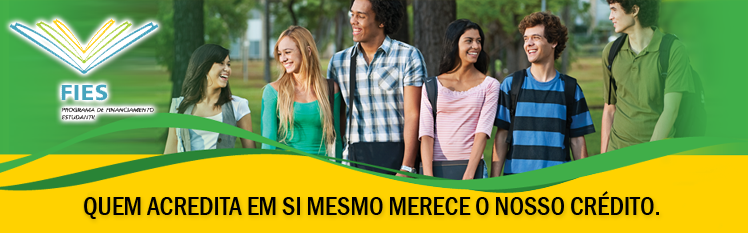 FIES
PROGRAMA DE FINANCIAMENTO
ESTUDANTIL
QUEM ACREDITA EM SI MESMO MERECE O NOSSO CRÉDITO.